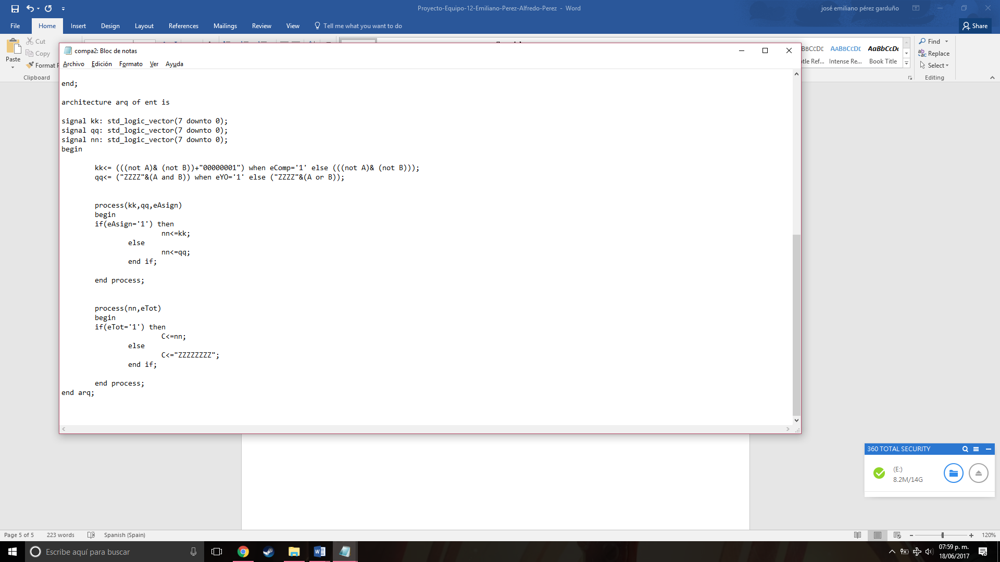 Proyecto-Equipo-12-Emiliano-Perez-Alfredo-Perez - Word
josé emiliano pérez garduño
File Home Insert Design Layout References Mailings Review View Tell me what you want to do Share
Paste
Cut
Copy
Format
Clipboard
AABBCCDE AaBbCcDc
Intense Re... Book Title
Find
Replace
Select
Editing
compa2: Bloc de notas
Archivo Edición Formato Ver Ayuda
end;
architecture arq of ent is
signal kk: std_logic_vector(7 downto 0);
signal qq: std_logic_vector(7 downto 0);
signal nn: std_logic_vector(7 downto 0);
begin
kk<= (((not A)& (not B))+"00000001") when eComp='1' else (((not A)& (not B)));
qq<= ("ZZZZ"&(A and B)) when eYO='1' else ("ZZZZ"&(A or B));
process(kk,qq,eAsign)
begin
if(eAsign='1') then
nn<=kk;
else
nn<=qq;
end if;
end process;
process(nn,eTot)
begin
if(eTot='1') then
C<=nn;
else
C<="ZZZZZZZZ";
end if;
end process;
end arq;
360 TOTAL SECURITY
(E:)
8.2M/14G
Page 5 of 5 223 words Spanish (Spain) 120%
Escribe aquí para buscar
07:59 p. m.
18/06/2017